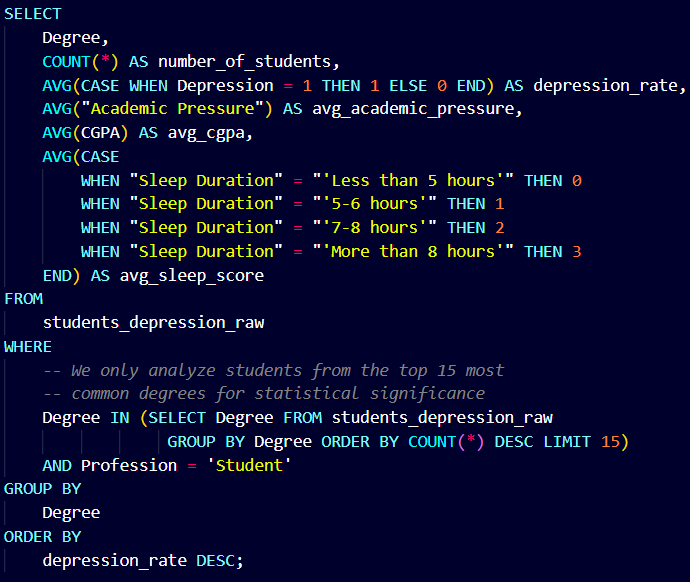 SELECT
    Degree,
    COUNT(*) AS number_of_students,
    AVG(CASE WHEN Depression = 1 THEN 1 ELSE 0 END) AS depression_rate,
    AVG("Academic Pressure") AS avg_academic_pressure,
    AVG(CGPA) AS avg_cgpa,
    AVG(CASE
        WHEN "Sleep Duration" = "'Less than 5 hours'" THEN 0
        WHEN "Sleep Duration" = "'5-6 hours'" THEN 1
        WHEN "Sleep Duration" = "'7-8 hours'" THEN 2
        WHEN "Sleep Duration" = "'More than 8 hours'" THEN 3
    END) AS avg_sleep_score
FROM
    students_depression_raw
WHERE
    -- We only analyze students from the top 15 most
    -- common degrees for statistical significance
    Degree IN (SELECT Degree FROM students_depression_raw
                 GROUP BY Degree ORDER BY COUNT(*) DESC LIMIT 15)
    AND Profession = 'Student'
GROUP BY
    Degree
ORDER BY
    depression_rate DESC;